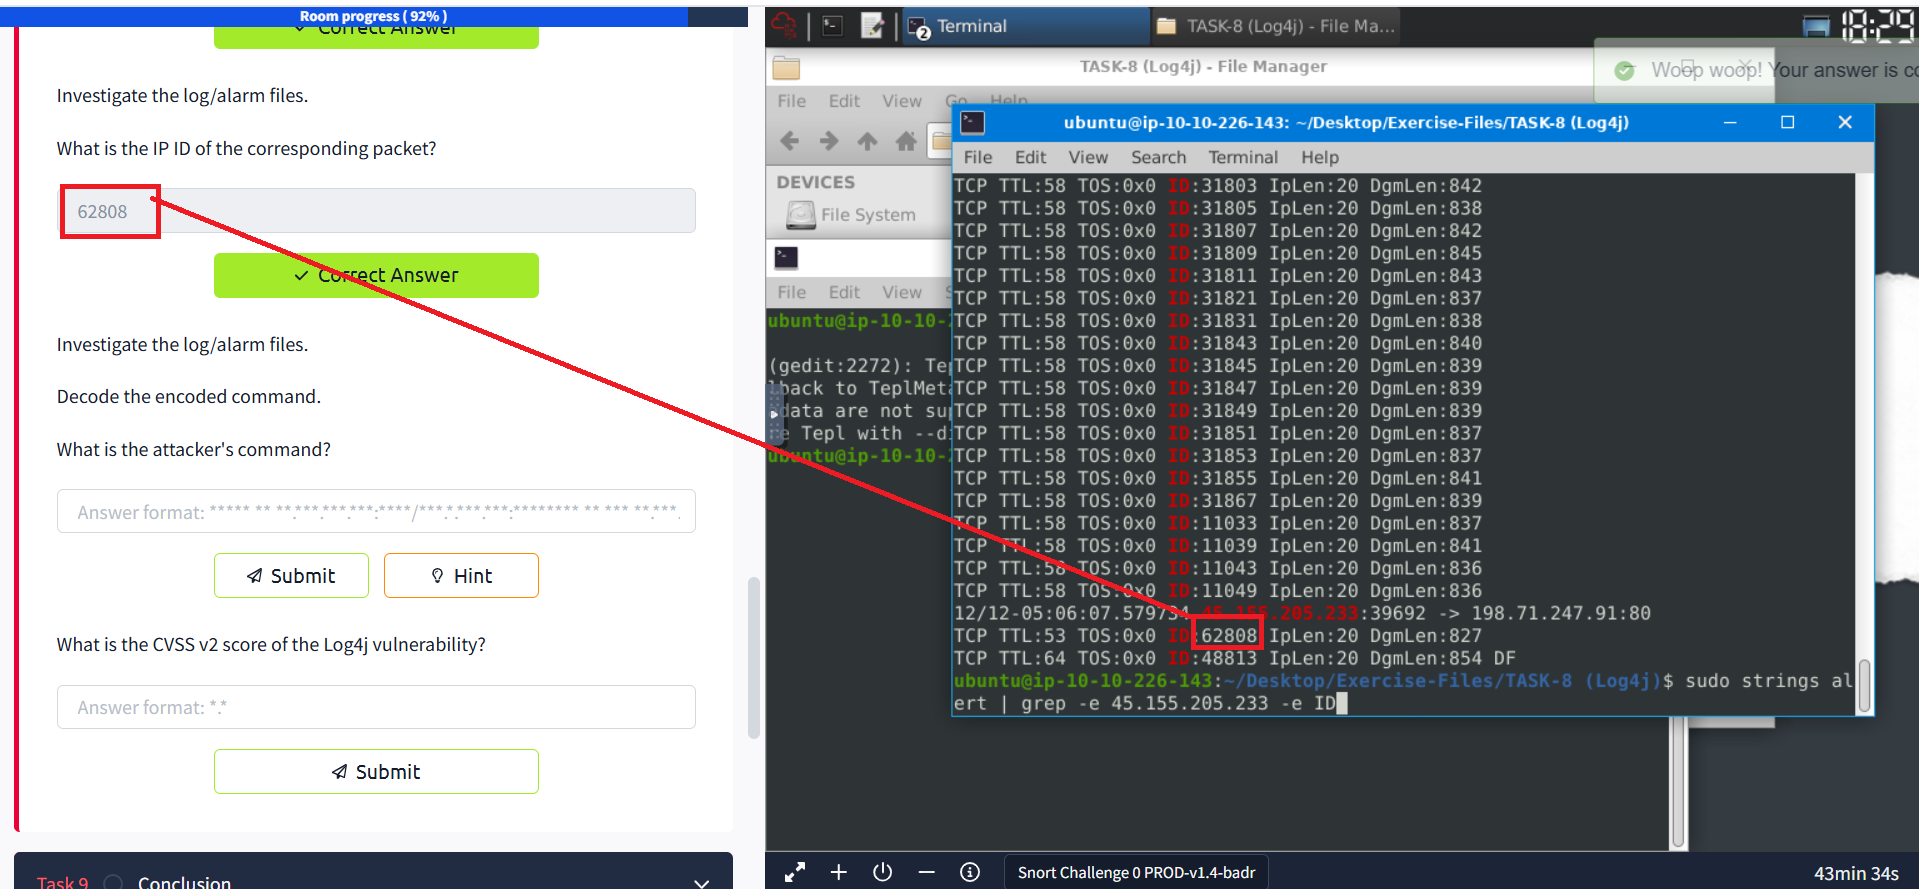 Room progress ( 92% )
Correct Answer
Investigate the log/alarm files.
What is the IP ID of the corresponding packet?
62808
Correct Answer
Investigate the log/alarm files.
Decode the encoded command.
What is the attacker's command?
Answer format: ***** ** **.***.***.***:****/***.*.***.***:******** ** *** **.***.
Submit
Hint
What is the CVSS v2 score of the Log4j vulnerability?
Answer format: *.*
Submit
Task 9
Conclusion
2
Terminal
TASK-8 (Log4j) - File Ma...
18:29
TASK-8 (Log4j) - File Manager
Woop woop! Your answer is co
File Edit View Go Help
DEVICES
File System
File Edit View S
ubuntu@ip-10-10-2
(gedit:2272): Tep
lback to TeplMeta
data are not sup
re Tepl with --di
ubuntu@ip-10-10-2
ubuntu@ip-10-10-226-143: ~/Desktop/Exercise-Files/TASK-8 (Log4j)
File Edit View Search Terminal Help
TCP TTL:58 TOS:0x0 ID:31803 IpLen:20 DgmLen:842
TCP TTL:58 TOS:0x0 ID:31805 IpLen:20 DgmLen:838
TCP TTL:58 TOS:0x0 ID:31807 IpLen:20 DgmLen:842
TCP TTL:58 TOS:0x0 ID:31809 IpLen:20 DgmLen:845
TCP TTL:58 TOS:0x0 ID:31811 IpLen:20 DgmLen:843
TCP TTL:58 TOS:0x0 ID:31821 IpLen:20 DgmLen:837
TCP TTL:58 TOS:0x0 ID:31831 IpLen:20 DgmLen:838
TCP TTL:58 TOS:0x0 ID:31843 IpLen:20 DgmLen:840
TCP TTL:58 TOS:0x0 ID:31845 IpLen:20 DgmLen:839
TCP TTL:58 TOS:0x0 ID:31847 IpLen:20 DgmLen:839
TCP TTL:58 TOS:0x0 ID:31849 IpLen:20 DgmLen:839
TCP TTL:58 TOS:0x0 ID:31851 IpLen:20 DgmLen:837
TCP TTL:58 TOS:0x0 ID:31853 IpLen:20 DgmLen:837
TCP TTL:58 TOS:0x0 ID:31855 IpLen:20 DgmLen:841
TCP TTL:58 TOS:0x0 ID:31867 IpLen:20 DgmLen:839
TCP TTL:58 TOS:0x0 ID:11033 IpLen:20 DgmLen:837
TCP TTL:58 TOS:0x0 ID:11039 IpLen:20 DgmLen:841
TCP TTL:58 TOS:0x0 ID:11043 IpLen:20 DgmLen:836
TCP TTL:58 TOS:0x0 ID:11049 IpLen:20 DgmLen:836
12/12-05:06:07.579734 45.155.205.233:39692 -> 198.71.247.91:80
TCP TTL:53 TOS:0x0 ID:62808 IpLen:20 DgmLen:827
TCP TTL:64 TOS:0x0 ID:48813 IpLen:20 DgmLen:854 DF
ubuntu@ip-10-10-226-143:~/Desktop/Exercise-Files/TASK-8 (Log4j)$ sudo strings al
ert | grep -e 45.155.205.233 -e ID
Snort Challenge 0 PROD-v1.4-badr
43min 34s